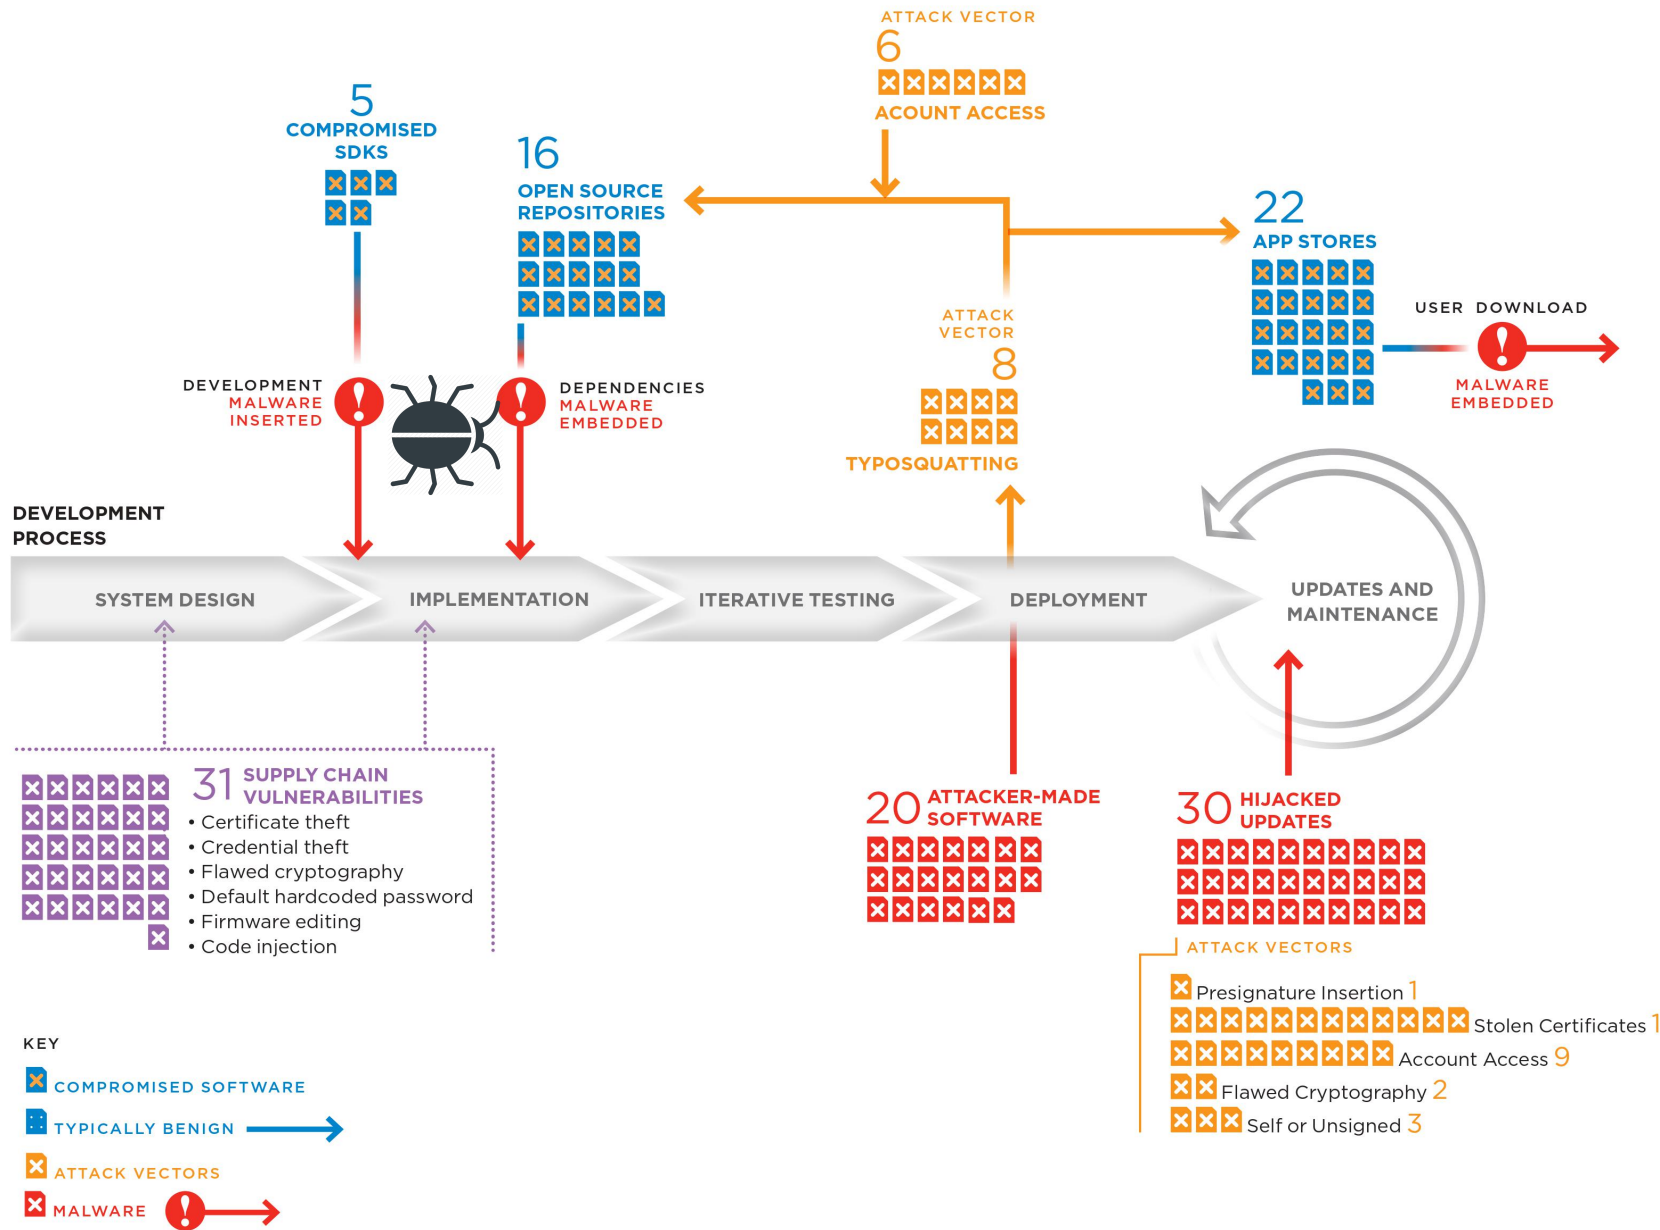 ATTACK VECTOR
6
ACOUNT ACCESS
5
COMPROMISED
SDKS
16
OPEN SOURCE
REPOSITORIES
22
APP STORES
USER DOWNLOAD
MALWARE
EMBEDDED
ATTACK
VECTOR
8
TYPOSQUATTING
DEVELOPMENT
MALWARE
INSERTED
DEPENDENCIES
MALWARE
EMBEDDED
DEVELOPMENT
PROCESS
SYSTEM DESIGN
IMPLEMENTATION
ITERATIVE TESTING
DEPLOYMENT
UPDATES AND
MAINTENANCE
31
SUPPLY CHAIN
VULNERABILITIES
• Certificate theft
• Credential theft
• Flawed cryptography
• Default hardcoded password
• Firmware editing
• Code injection
20
ATTACKER-MADE
SOFTWARE
30
HIJACKED
UPDATES
ATTACK VECTORS
Presignature Insertion 1
Stolen Certificates 1
Account Access 9
Flawed Cryptography 2
Self or Unsigned 3
KEY
COMPROMISED SOFTWARE
TYPICALLY BENIGN
ATTACK VECTORS
MALWARE